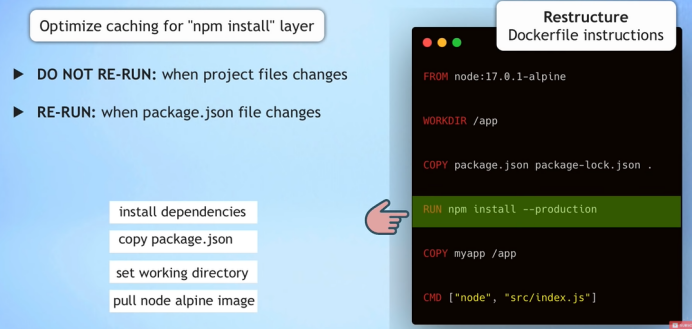 Optimize caching for "npm install" layer
Restructure
Dockerfile instructions
DO NOT RE-RUN: when project files changes
RE-RUN: when package.json file changes
install dependencies
copy package.json
set working directory
pull node alpine image
FROM node:17.0.1-alpine
WORKDIR /app
COPY package.json package-lock.json .
RUN npm install --production
COPY myapp /app
CMD ["node", "src/index.js"]